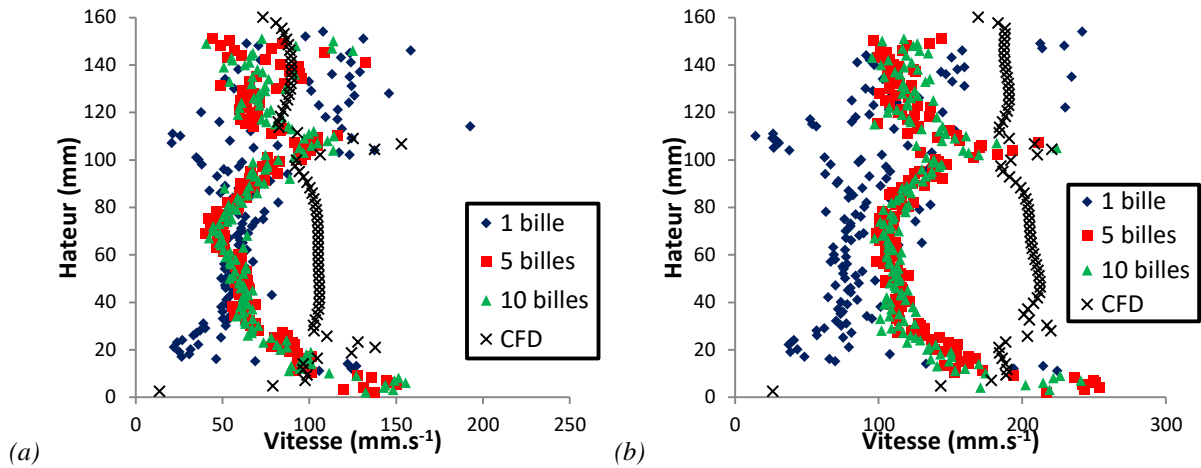 (a)
Hateur (mm)
160
140
120
100
80
60
40
20
0
0 50 100 150 200 250
Vitesse (mm.s-1)
1 bille
5 billes
10 billes
CFD
(b)
Hateur (mm)
160
140
120
100
80
60
40
20
0
0 100 200 300
Vitesse (mm.s-1)
1 bille
5 billes
10 billes
CFD